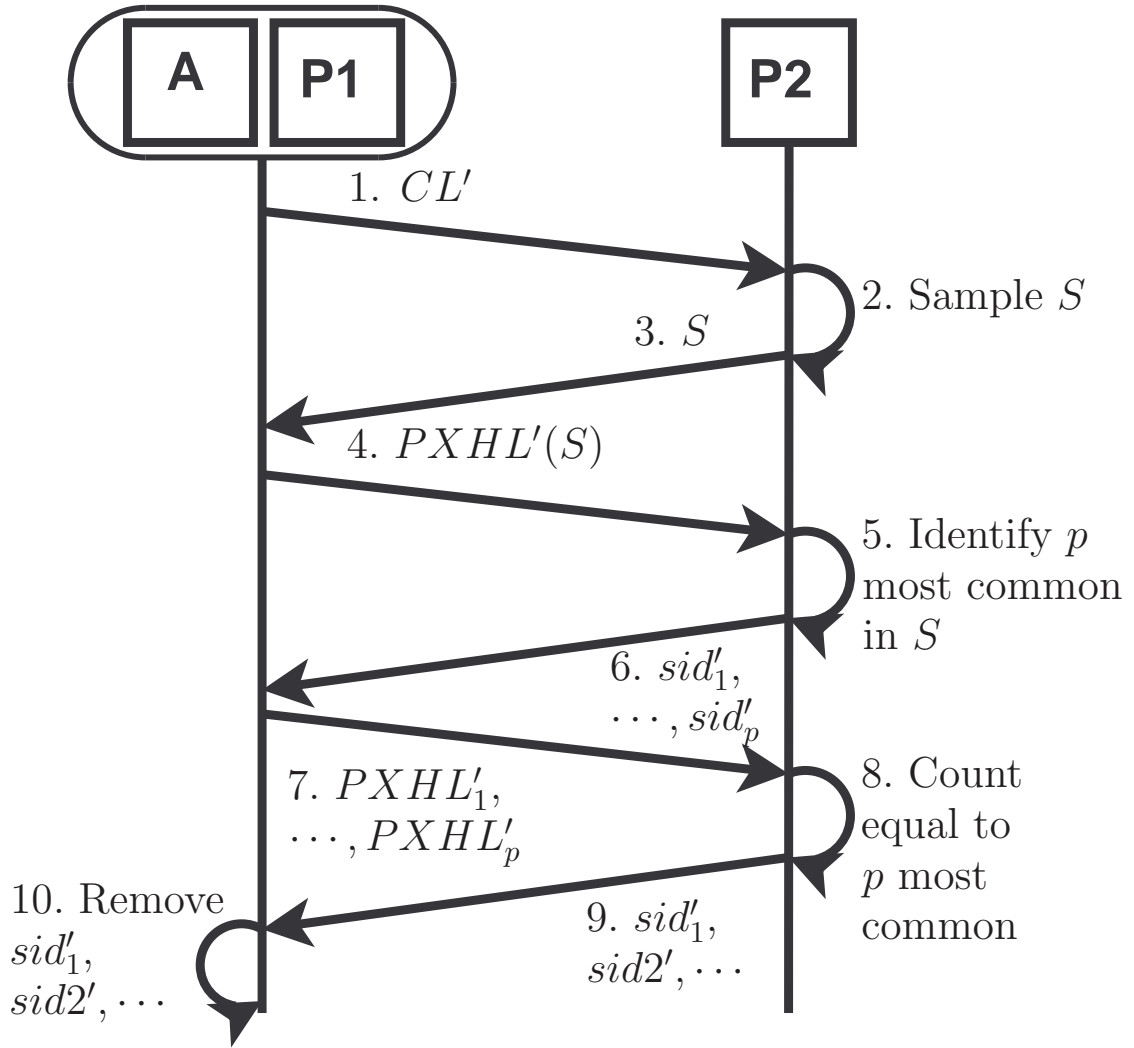 A P1 P2
1. CL′
2. Sample S
3. S
4. PXHL′(S)
5. Identify p
most common
in S
6. sid′₁,
⋯, sid′ₚ
7. PXHL′₁,
⋯, PXHL′ₚ
8. Count
equal to
p most
common
9. sid′₁,
sid2′, ⋯
10. Remove
sid′₁,
sid2′, ⋯